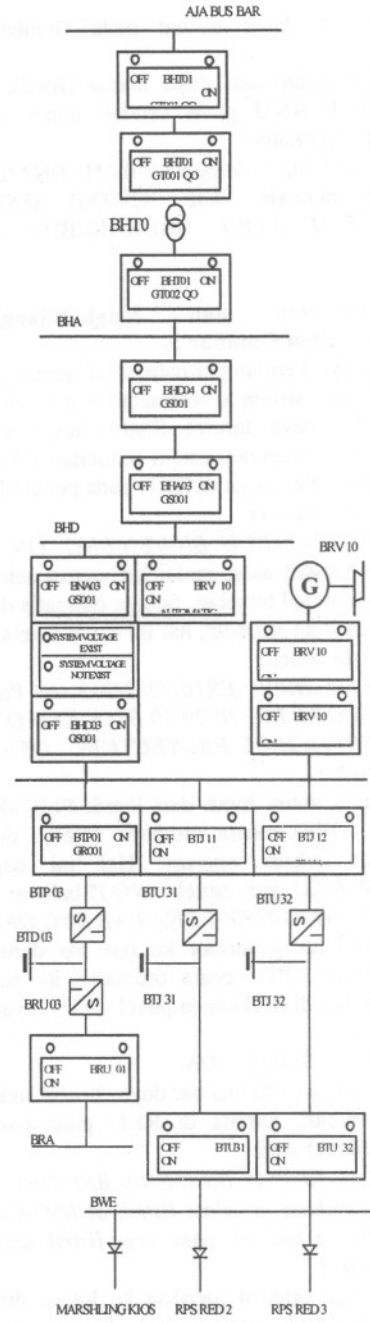 AJA BUS BAR
OFF BHT01
ON
GT001 QO
OFF BHT01 ON
GT001 QO
BHT0
OFF BHT01 ON
GT002 QO
BHA
OFF BHD04 ON
GS001
OFF BHA03 ON
GS001
BHD
BRV 10
OFF BNA03 ON
GS001
OFF BRV 10
ON
AUTOMATIC
G
SYSTEM VOLTAGE
EXIST
SYSTEM VOLTAGE
NOT EXIST
OFF BRV 10
ON
OFF BHD03 ON
GS001
OFF BRV 10
ON
OFF BTP01 ON
GR001
OFF BTJ 11
ON
OFF BTJ 12
ON
BTP 03
BTU 31
BTU 32
S
S
S
BTD 03
BTJ 31
BTJ 32
BRU 03
S
OFF BRU 01
ON
BRA
OFF BTU31
ON
OFF BTU 32
ON
BWE
MARSHLING KIOS
RPS RED 2
RPS RED 3